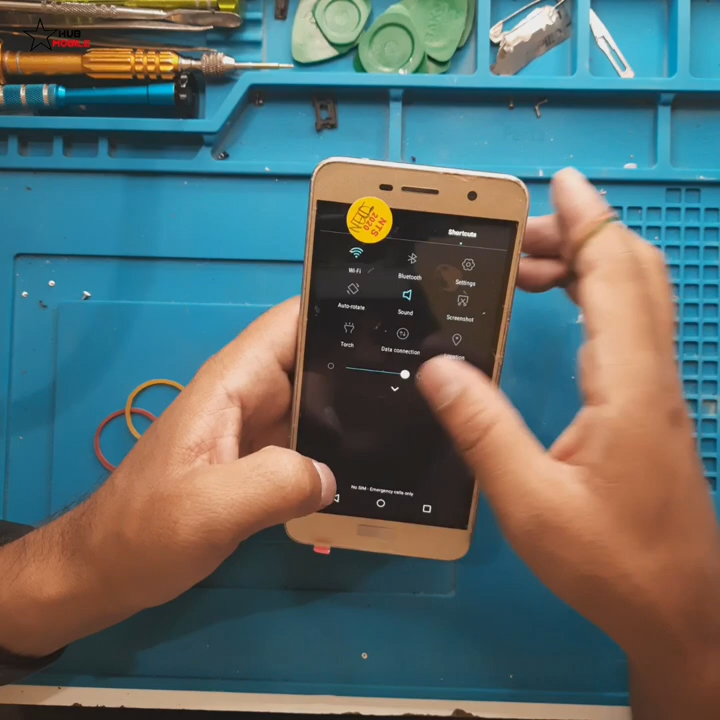 HUB
MOBILE
NTS
2020
Shortcuts
Wi-Fi
Bluetooth
Settings
Auto-rotate
Sound
Screenshot
Torch
Data connection
Location
No SIM - Emergency calls only